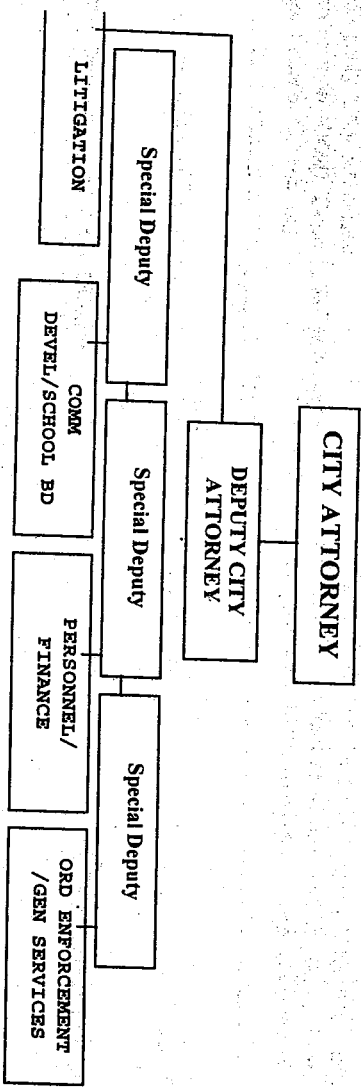 CITY ATTORNEY
DEPUTY CITY
ATTORNEY
Special Deputy
Special Deputy
Special Deputy
LITIGATION
COMM
DEVEL/SCHOOL BD
PERSONNEL/
FINANCE
ORD ENFORCEMENT
/GEN SERVICES